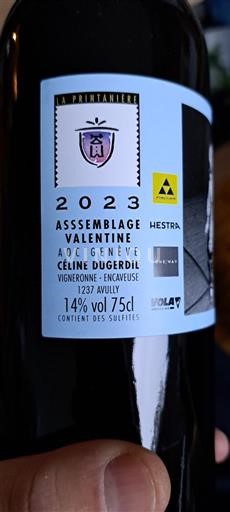 LA PRINTANIÈRE
2023
ASSSEMBLAGE
VALENTINE
AOC GENÈVE
CÉLINE DUGERDIL
VIGNERONNE - ENCAVEUSE
1237 AVULLY
14% vol 75cl
CONTIENT DES SULFITES
HESTRA
VOLA